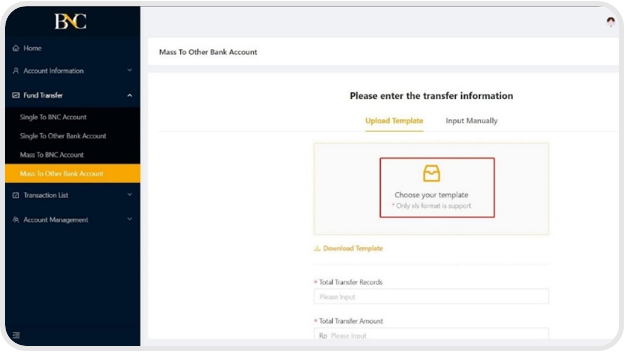 BNC
Home
Mass To Other Bank Account
Account Information
Fund Transfer
Single To BNC Account
Single To Other Bank Account
Mass To BNC Account
Mass To Other Bank Account
Transaction List
Account Management
Please enter the transfer information
Upload Template Input Manually
Choose your template
* Only xls format is support
Download Template
* Total Transfer Records
Please Input
* Total Transfer Amount
Rp Please Input